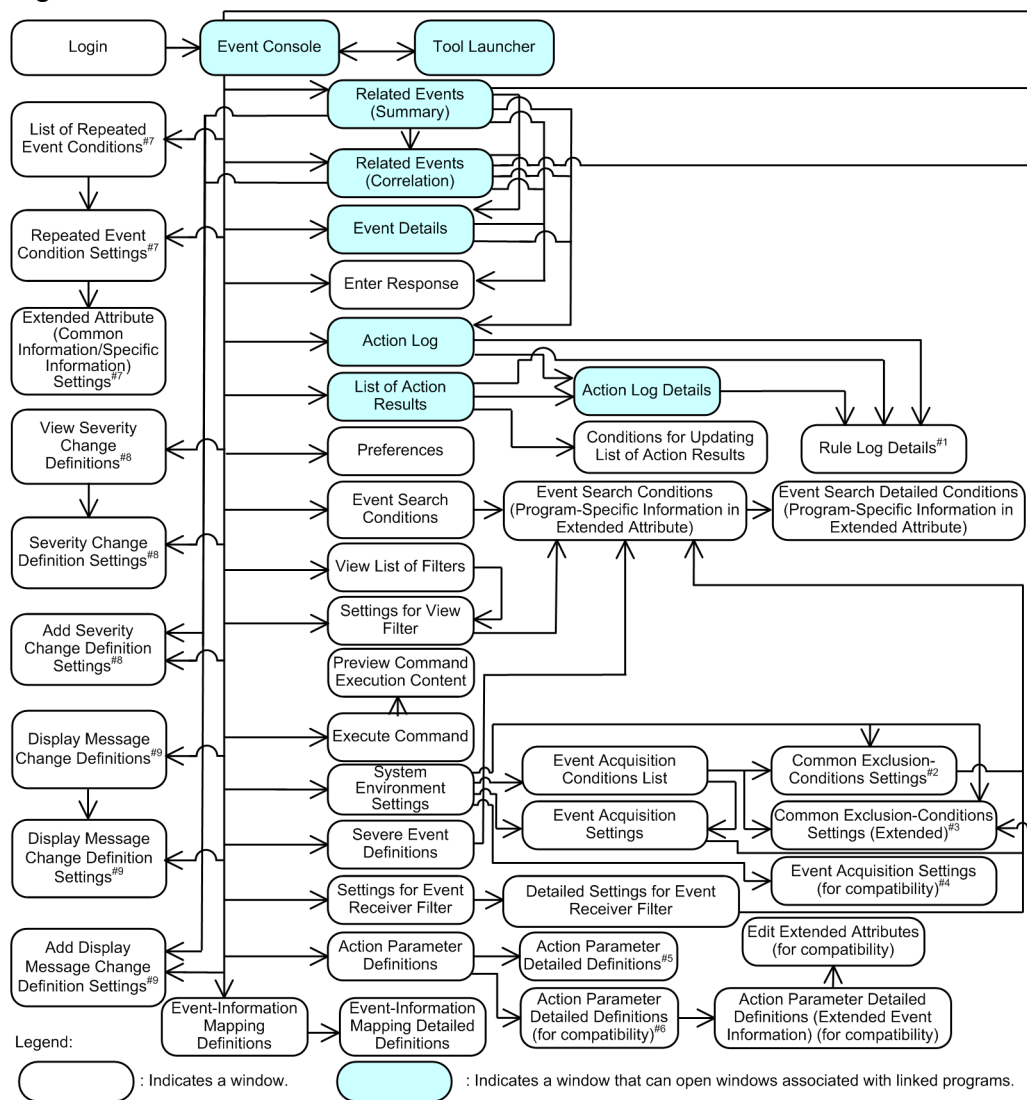 Login
Event Console
Tool Launcher
Related Events
(Summary)
List of Repeated
Event Conditions#7
Related Events
(Correlation)
Repeated Event
Condition Settings#7
Event Details
Enter Response
Extended Attribute
(Common
Information/Specific
Information)
Settings#7
Action Log
List of Action
Results
Action Log Details
View Severity
Change
Definitions#8
Preferences
Conditions for Updating
List of Action Results
Rule Log Details#1
Event Search
Conditions
Event Search Conditions
(Program-Specific Information in
Extended Attribute)
Event Search Detailed Conditions
(Program-Specific Information in
Extended Attribute)
Severity Change
Definition Settings#8
View List of Filters
Settings for View
Filter
Add Severity
Change Definition
Settings#8
Preview Command
Execution Content
Display Message
Change Definitions#9
Execute Command
System
Environment
Settings
Event Acquisition
Conditions List
Common Exclusion-
Conditions Settings#2
Display Message
Change Definition
Settings#9
Severe Event
Definitions
Event Acquisition
Settings
Common Exclusion-Conditions
Settings (Extended)#3
Event Acquisition Settings
(for compatibility)#4
Settings for Event
Receiver Filter
Detailed Settings for Event
Receiver Filter
Edit Extended Attributes
(for compatibility)
Add Display
Message Change
Definition Settings#9
Action Parameter
Definitions
Action Parameter
Detailed Definitions#5
Event-Information
Mapping
Definitions
Event-Information
Mapping Detailed
Definitions
Action Parameter
Detailed Definitions
(for compatibility)#6
Action Parameter Detailed
Definitions (Extended Event
Information) (for compatibility)
Legend:
: Indicates a window.
: Indicates a window that can open windows associated with linked programs.